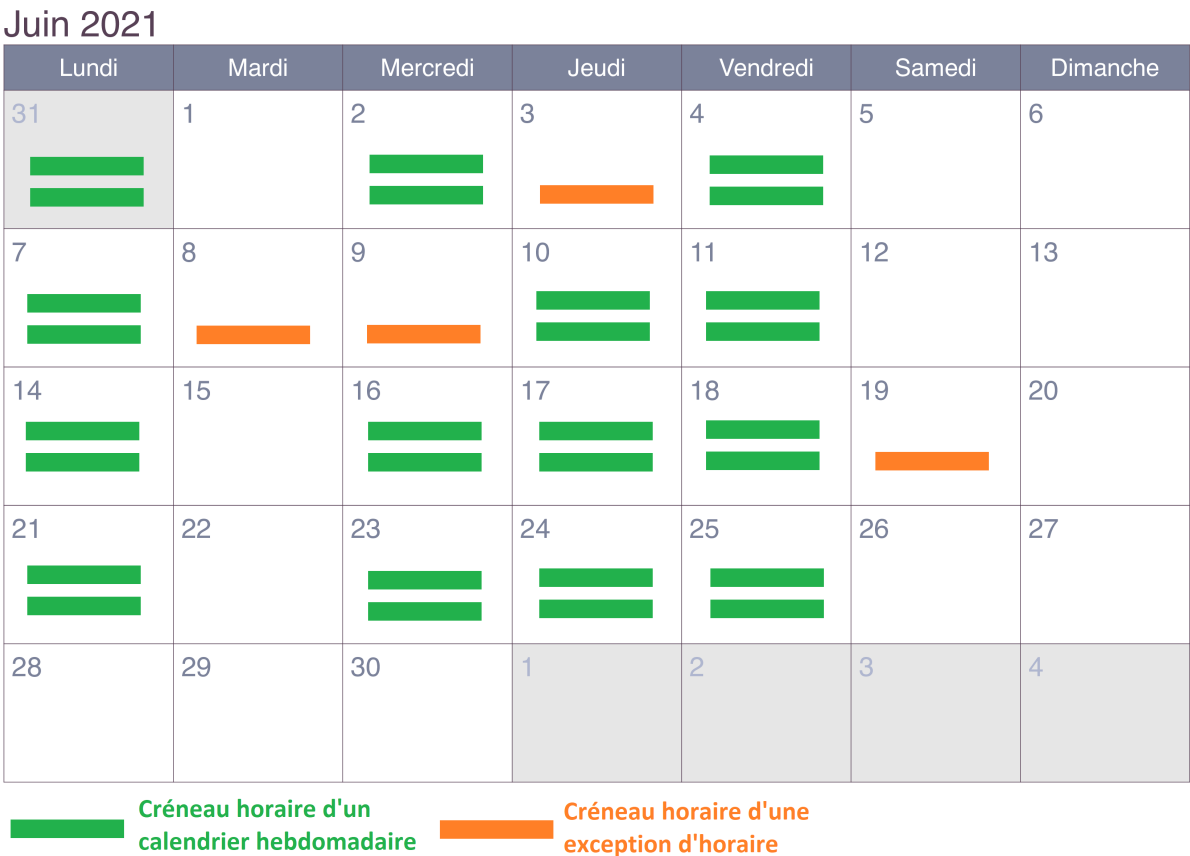 Juin 2021
Lundi Mardi Mercredi Jeudi Vendredi Samedi Dimanche
31 1 2 3 4 5 6
7 8 9 10 11 12 13
14 15 16 17 18 19 20
21 22 23 24 25 26 27
28 29 30 1 2 3 4
Créneau horaire d'un
calendrier hebdomadaire
Créneau horaire d'une
exception d'horaire